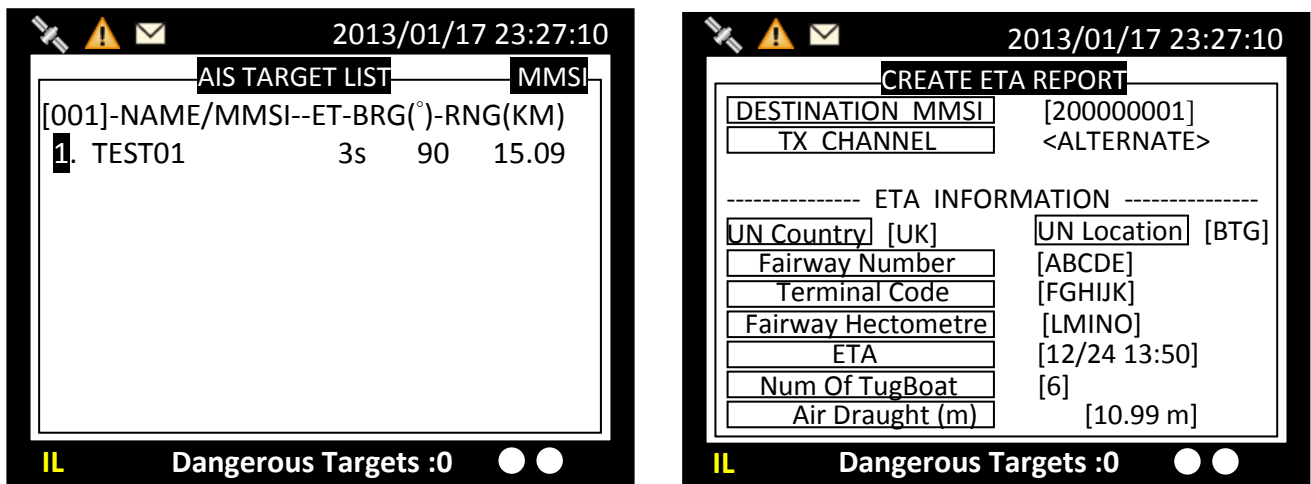 2013/01/17 23:27:10
AIS TARGET LIST MMSI
[001]-NAME/MMSI--ET-BRG(°)-RNG(KM)
1. TEST01 3s 90 15.09
IL Dangerous Targets :0
2013/01/17 23:27:10
CREATE ETA REPORT
DESTINATION MMSI [200000001]
TX CHANNEL <ALTERNATE>
--------------- ETA INFORMATION ---------------
UN Country [UK] UN Location [BTG]
Fairway Number [ABCDE]
Terminal Code [FGHIJK]
Fairway Hectometre [LMINO]
ETA [12/24 13:50]
Num Of TugBoat [6]
Air Draught (m) [10.99 m]
IL Dangerous Targets :0